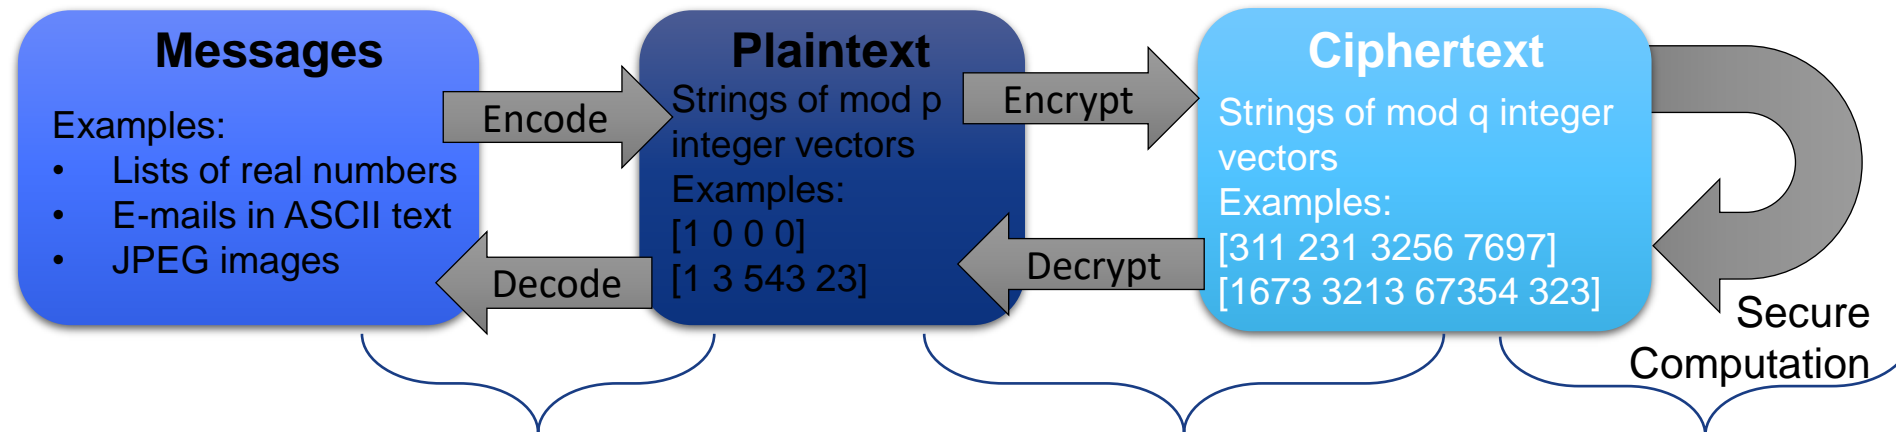 Messages
Examples:
• Lists of real numbers
• E-mails in ASCII text
• JPEG images
Encode
Decode
Plaintext
Strings of mod p
integer vectors
Examples:
[1 0 0 0]
[1 3 543 23]
Encrypt
Decrypt
Ciphertext
Strings of mod q integer
vectors
Examples:
[311 231 3256 7697]
[1673 3213 67354 323]
Secure
Computation